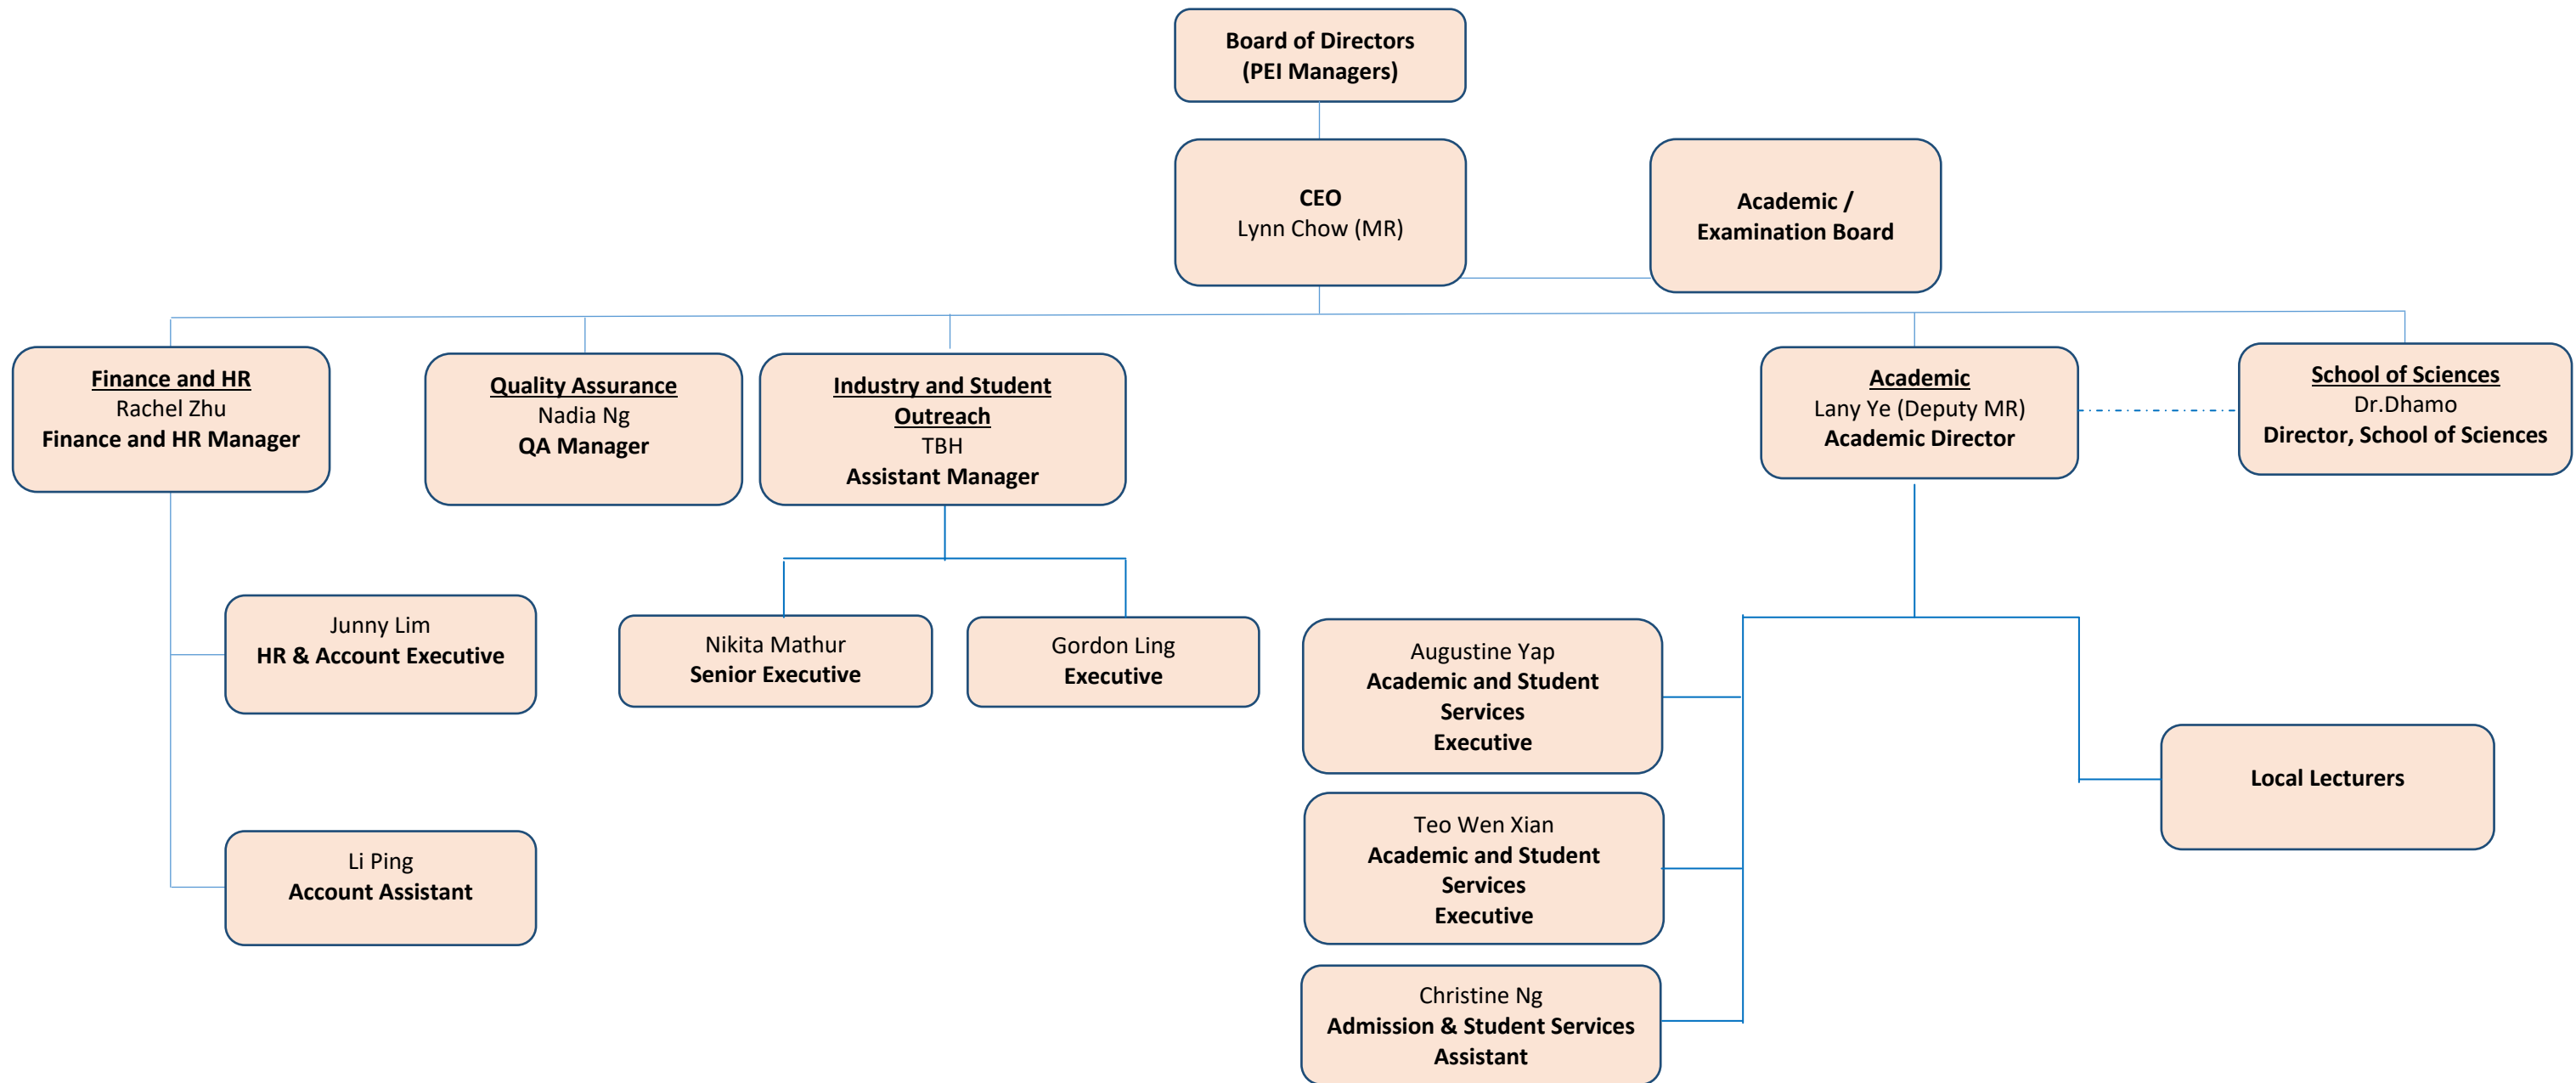 Board of Directors
(PEI Managers)
CEO
Lynn Chow (MR)
Academic /
Examination Board
Finance and HR
Rachel Zhu
Finance and HR Manager
Quality Assurance
Nadia Ng
QA Manager
Industry and Student
Outreach
TBH
Assistant Manager
Academic
Lany Ye (Deputy MR)
Academic Director
School of Sciences
Dr.Dhamo
Director, School of Sciences
Junny Lim
HR & Account Executive
Nikita Mathur
Senior Executive
Gordon Ling
Executive
Augustine Yap
Academic and Student
Services
Executive
Local Lecturers
Li Ping
Account Assistant
Teo Wen Xian
Academic and Student
Services
Executive
Christine Ng
Admission & Student Services
Assistant